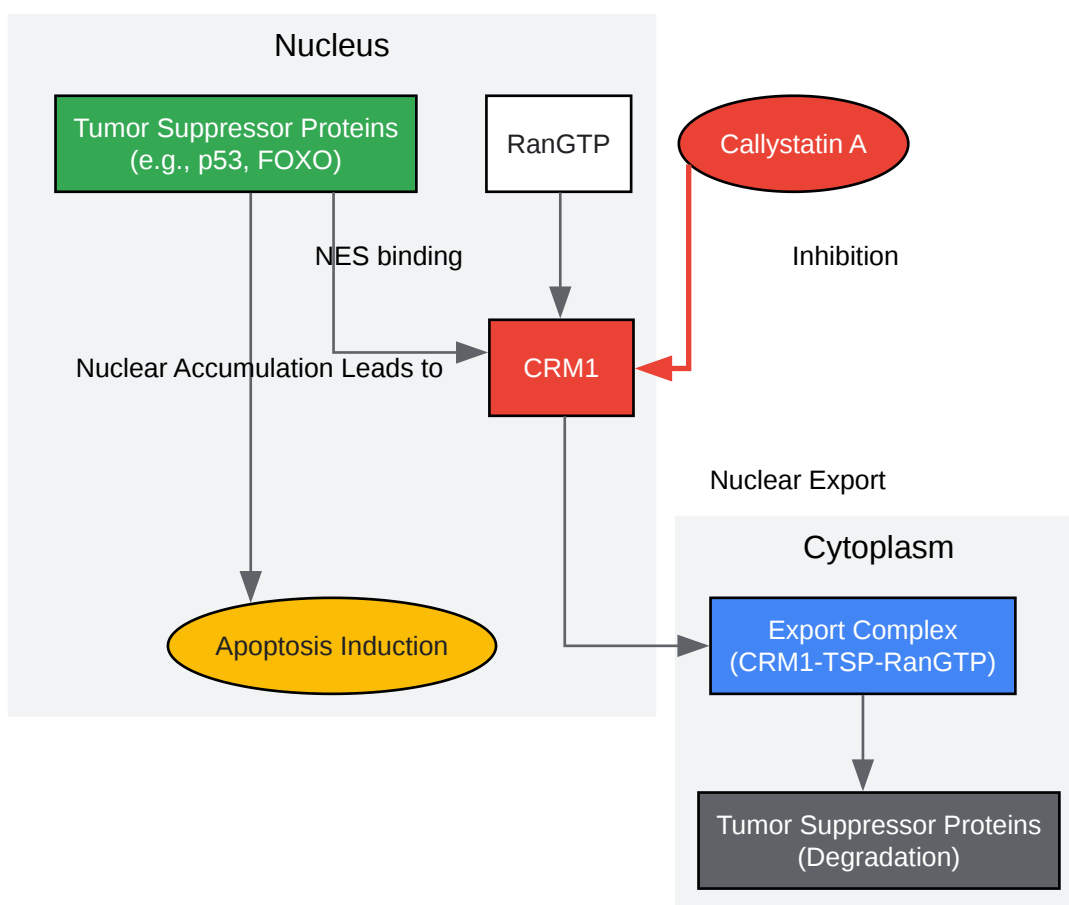 Nucleus
Tumor Suppressor Proteins
(e.g., p53, FOXO)
RanGTP
Callystatin A
NES binding
Inhibition
Nuclear Accumulation Leads to
CRM1
Nuclear Export
Cytoplasm
Export Complex
(CRM1-TSP-RanGTP)
Apoptosis Induction
Tumor Suppressor Proteins
(Degradation)